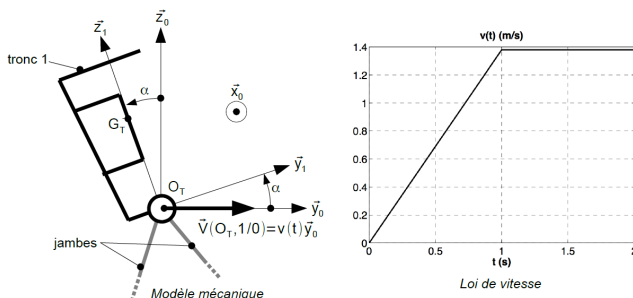 z⃗₁
z⃗₀
tronc 1
α
x⃗₀
G_T
y⃗₁
O_T
α
y⃗₀
V⃗(O_T,1/0)=v(t)y⃗₀
jambes
Modèle mécanique
v(t) (m/s)
1.4
1.2
1
0.8
0.6
0.4
0.2
0
0
0.5
1
1.5
2
t (s)
Loi de vitesse